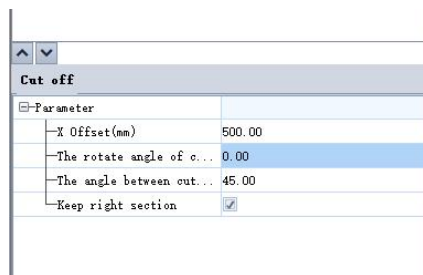 Cut off
Parameter
X Offset(mm) 500.00
The rotate angle of c... 0.00
The angle between cut... 45.00
Keep right section